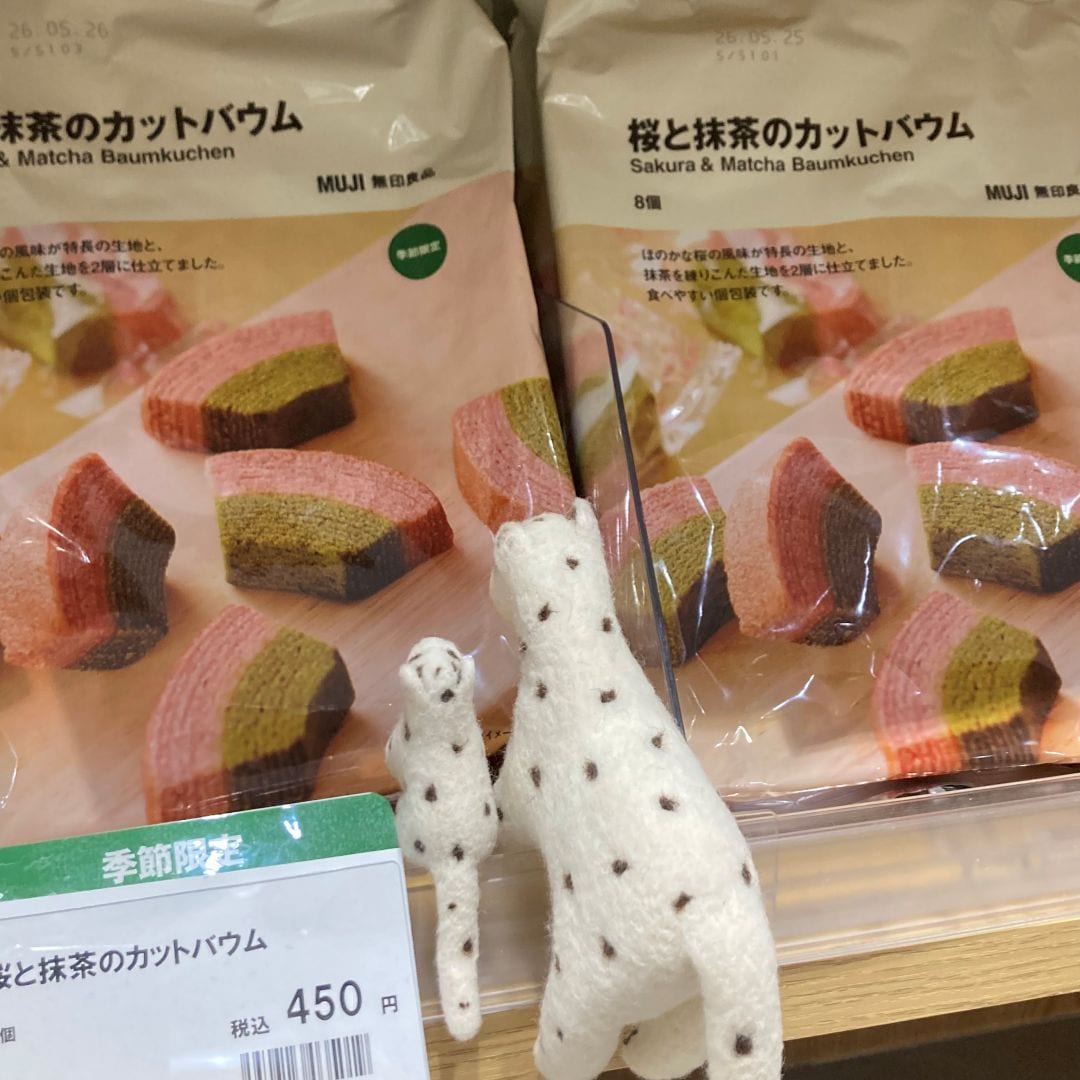 26.05.26
S/S103
抹茶のカットバウム
& Matcha Baumkuchen
MUJI 無印良品
季節限定
の風味が特長の生地と、
こんだ生地を2層に仕立てました。
い個包装です。
26.05.25
S/S101
桜と抹茶のカットバウム
Sakura & Matcha Baumkuchen
8個
MUJI 無印良品
季節
ほのかな桜の風味が特長の生地と、
抹茶を練りこんだ生地を2層に仕立てました。
食べやすい個包装です。
季節限定
桜と抹茶のカットバウム
個
税込 450 円